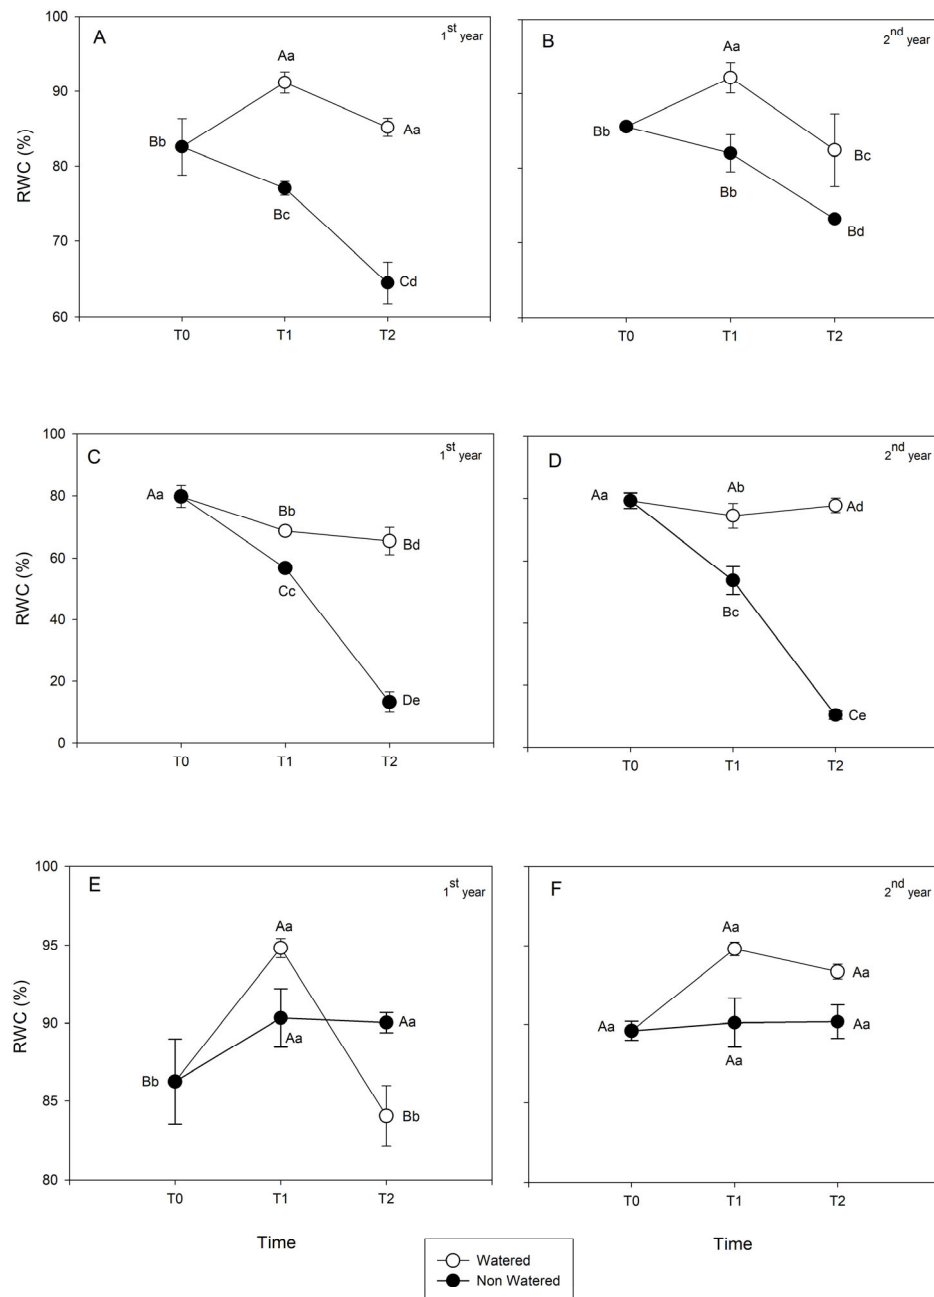 A
1st year
RWC (%)
100
90
80
70
60
Aa
Bb
Aa
Bc
Cd
T0
T1
T2
B
2nd year
Aa
Bb
Bc
Bb
Bd
T0
T1
T2
C
1st year
RWC (%)
100
80
60
40
20
0
Aa
Bb
Bd
Cc
De
T0
T1
T2
D
2nd year
Aa
Ab
Ad
Bc
Ce
T0
T1
T2
E
1st year
RWC (%)
100
95
90
85
80
Aa
Aa
Aa
Bb
Bb
T0
T1
T2
Time
F
2nd year
Aa
Aa
Aa
Aa
Aa
T0
T1
T2
Time
Watered
Non Watered